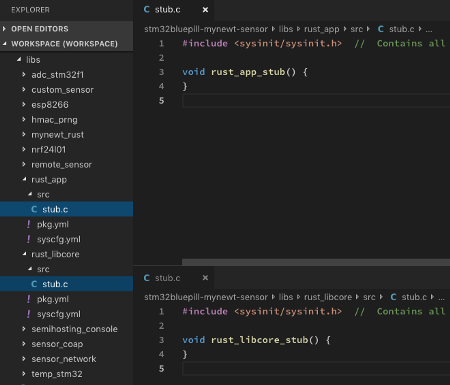 EXPLORER
OPEN EDITORS
WORKSPACE (WORKSPACE)
libs
adc_stm32f1
custom_sensor
esp8266
hmac_prng
mynewt_rust
nrf24l01
remote_sensor
rust_app
src
C stub.c
! pkg.yml
! syscfg.yml
rust_libcore
src
C stub.c
! pkg.yml
! syscfg.yml
semihosting_console
sensor_coap
sensor_network
temp_stm32
C stub.c ×
stm32bluepill-mynewt-sensor › libs › rust_app › src › C stub.c › ...
1 #include <sysinit/sysinit.h> // Contains all
2
3 void rust_app_stub() {
4 }
5
C stub.c ×
stm32bluepill-mynewt-sensor › libs › rust_libcore › src › C stub.c › ...
1 #include <sysinit/sysinit.h> // Contains all
2
3 void rust_libcore_stub() {
4 }
5